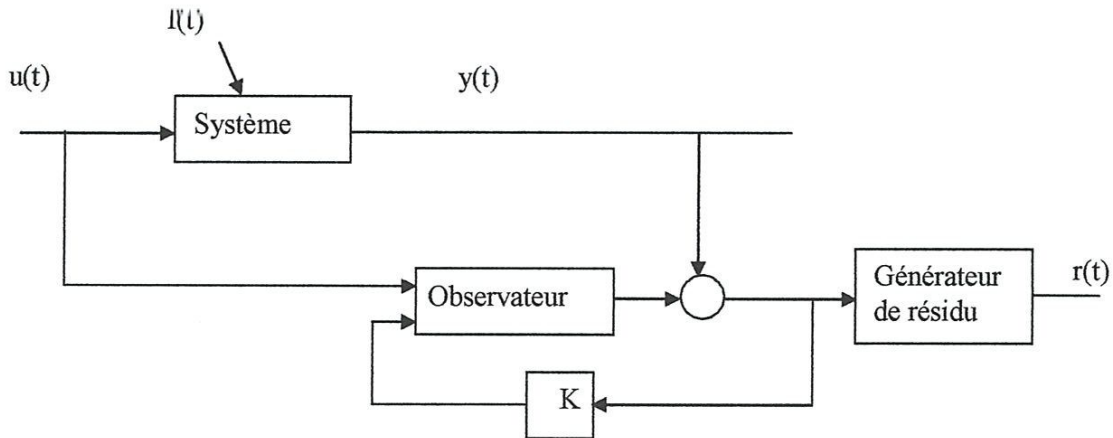 u(t)
y(t)
Système
Observateur
Générateur
de résidu
r(t)
K